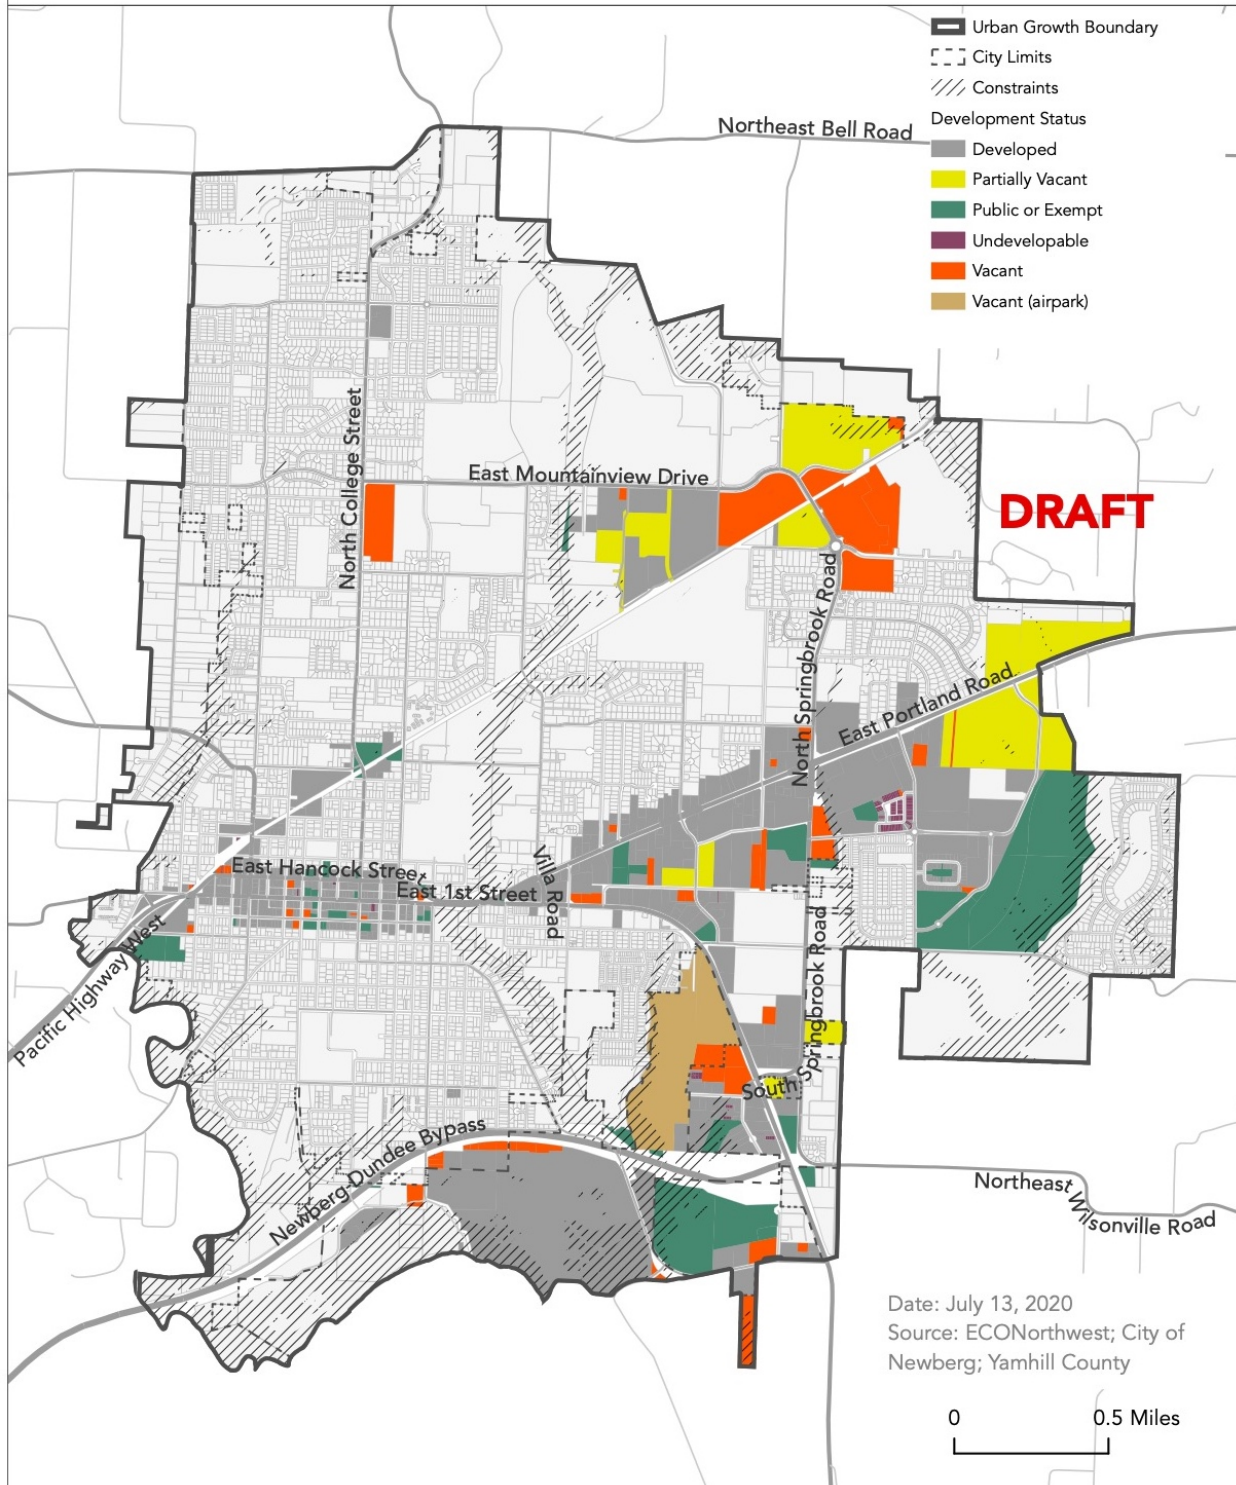 Urban Growth Boundary
City Limits
Constraints
Development Status
Developed
Partially Vacant
Public or Exempt
Undevelopable
Vacant
Vacant (airpark)
Northeast Bell Road
North College Street
East Mountainview Drive
DRAFT
North Springbrook Road
East Portland Road
East Hancock Street
East 1st Street
Villa Road
Pacific Highway West
South Springbrook Road
Newberg-Dundee Bypass
Northeast Wilsonville Road
Date: July 13, 2020
Source: ECONorthwest; City of
Newberg; Yamhill County
0 0.5 Miles